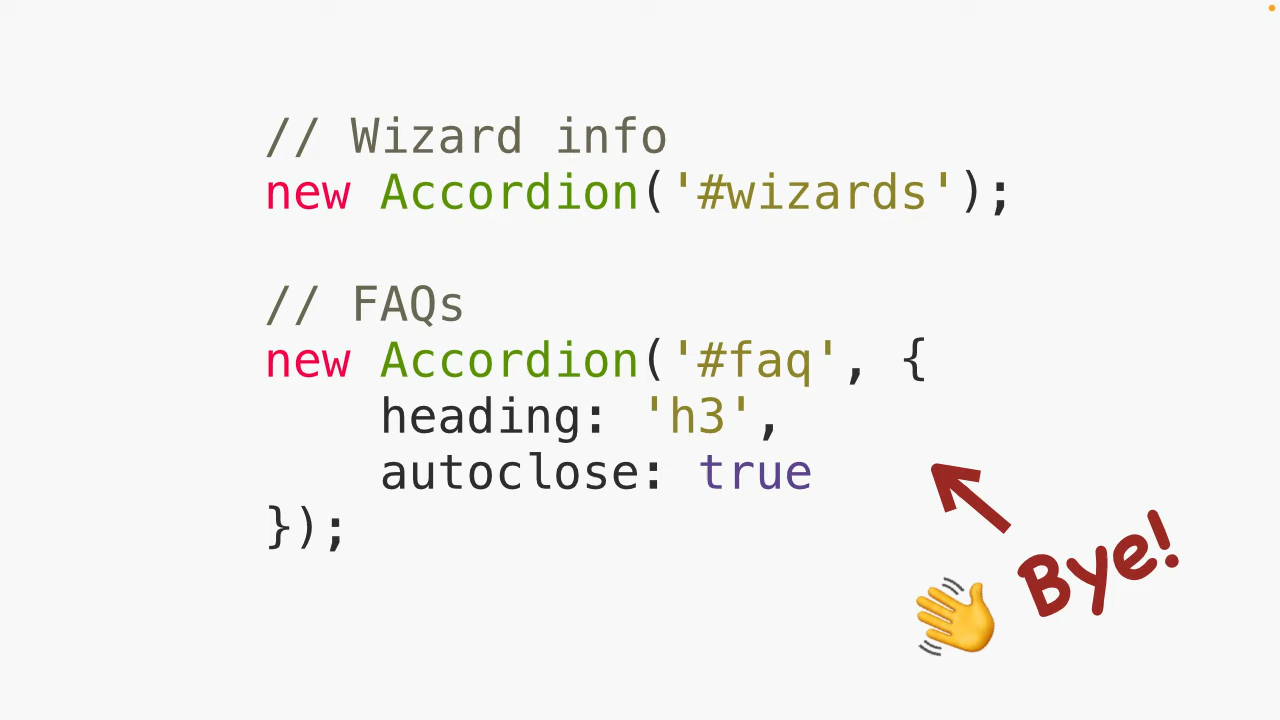 // Wizard info
new Accordion('#wizards');
// FAQs
new Accordion('#faq', {
heading: 'h3',
autoclose: true
});
Bye!